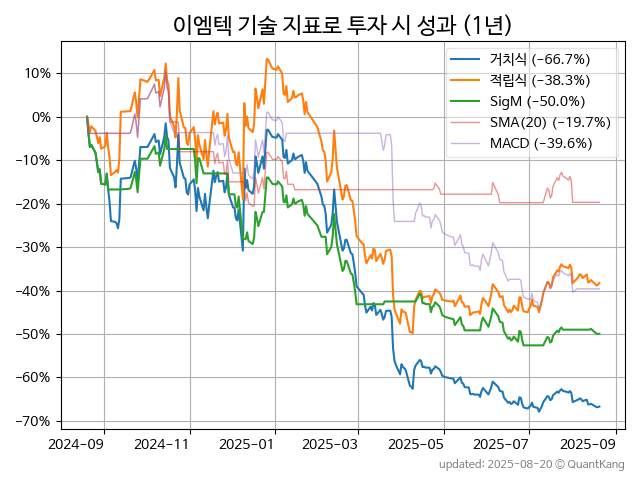 이엠텍 기술 지표로 투자 시 성과 (1년)
거치식 (−66.7%)
적립식 (−38.3%)
SigM (−50.0%)
SMA(20) (−19.7%)
MACD (−39.6%)
10%
0%
−10%
−20%
−30%
−40%
−50%
−60%
−70%
2024-09 2024-11 2025-01 2025-03 2025-05 2025-07 2025-09
updated: 2025-08-20 © QuantKang